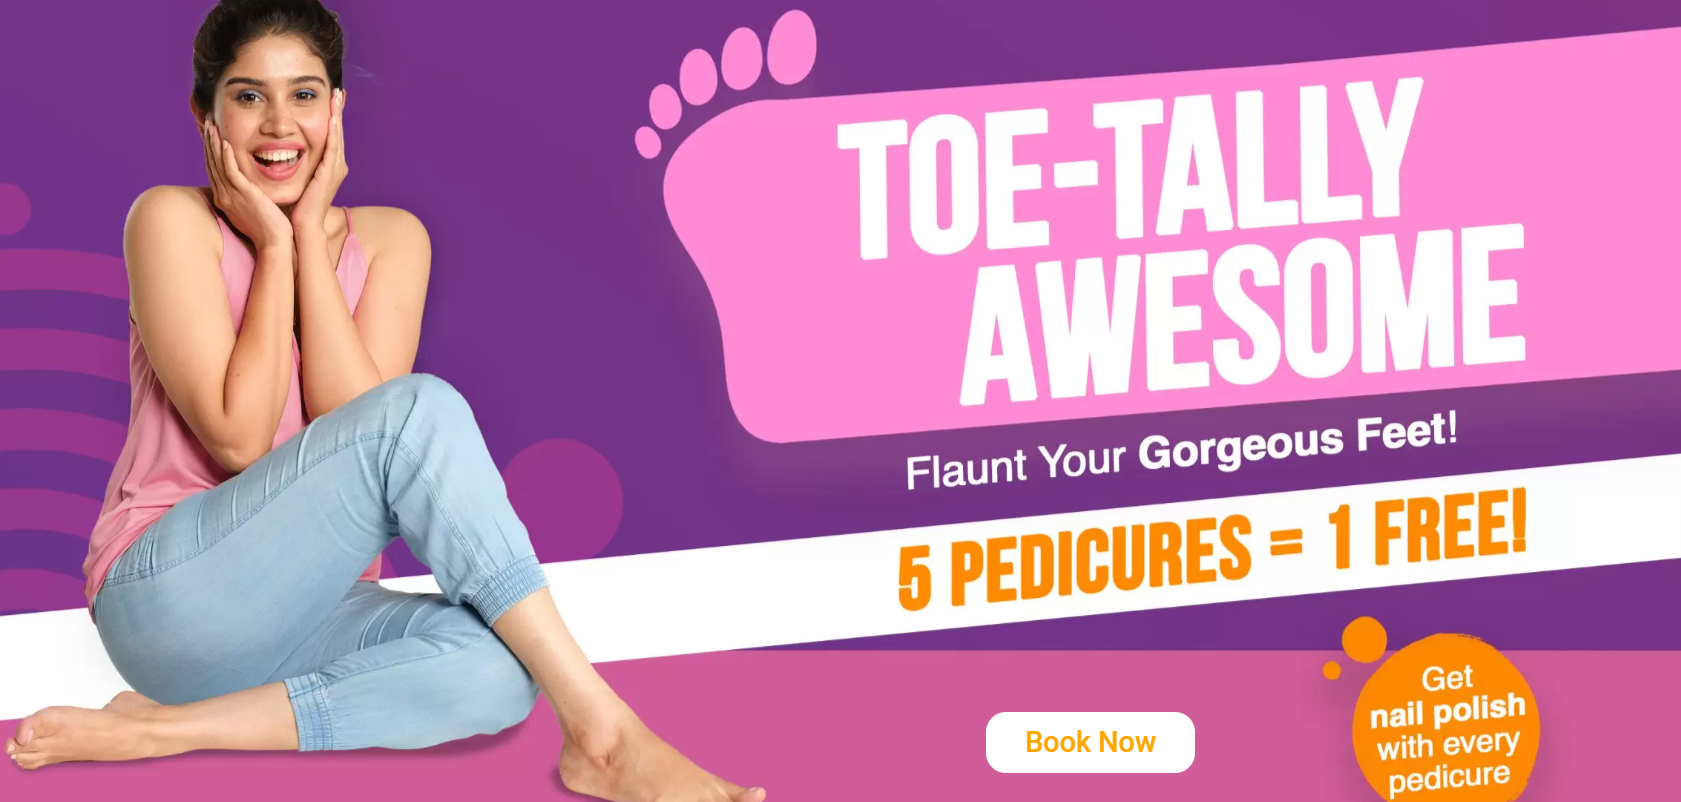 TOE-TALLY
AWESOME
Flaunt Your Gorgeous Feet!
5 PEDICURES = 1 FREE!
Book Now
Get
nail polish
with every
pedicure